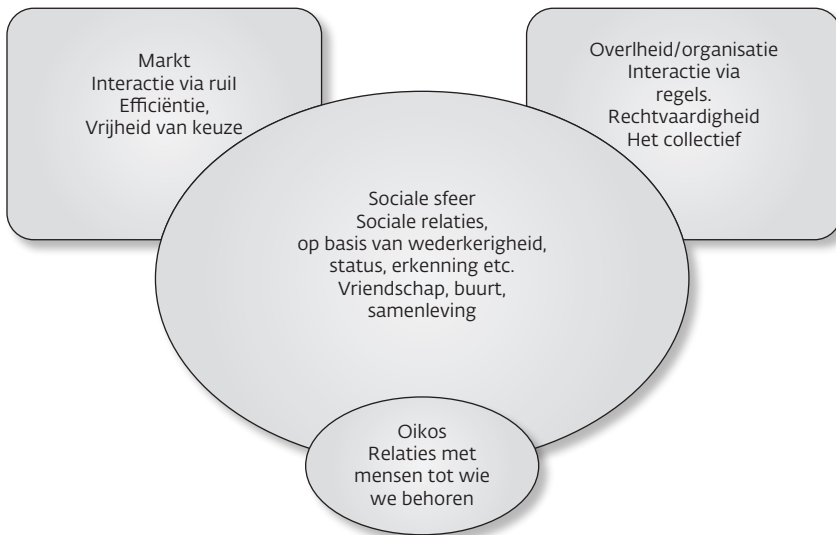 Markt
Interactie via ruil
Efficiëntie,
Vrijheid van keuze
Overlheid/organisatie
Interactie via
regels.
Rechtvaardigheid
Het collectief
Sociale sfeer
Sociale relaties,
op basis van wederkerigheid,
status, erkenning etc.
Vriendschap, buurt,
samenleving
Oikos
Relaties met
mensen tot wie
we behoren